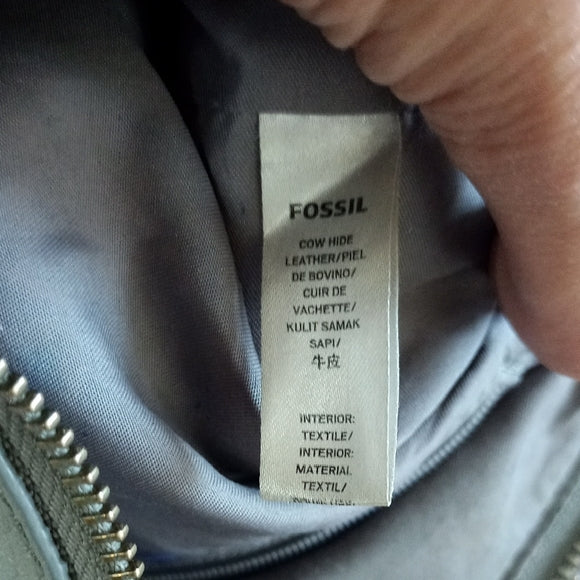 FOSSIL
COW HIDE
LEATHER/PIEL
DE BOVINO/
CUIR DE
VACHETTE/
KULIT SAMAK
SAPI/
牛皮
INTERIOR:
TEXTILE/
INTERIOR:
MATERIAL
TEXTIL/